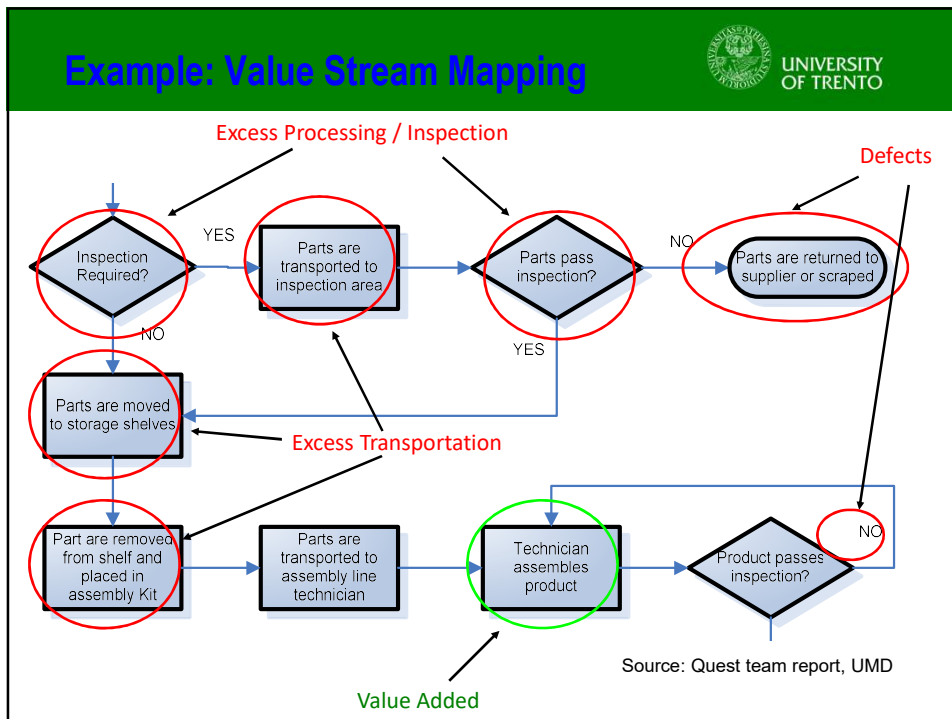 Example: Value Stream Mapping
UNIVERSITY
OF TRENTO
Excess Processing / Inspection
Defects
Inspection
Required?
YES
Parts are
transported to
inspection area
Parts pass
inspection?
NO
Parts are returned to
supplier or scraped
NO
YES
Parts are moved
to storage shelves
Excess Transportation
Part are removed
from shelf and
placed in
assembly Kit
Parts are
transported to
assembly line
technician
Technician
assembles
product
Product passes
inspection?
NO
Source: Quest team report, UMD
Value Added